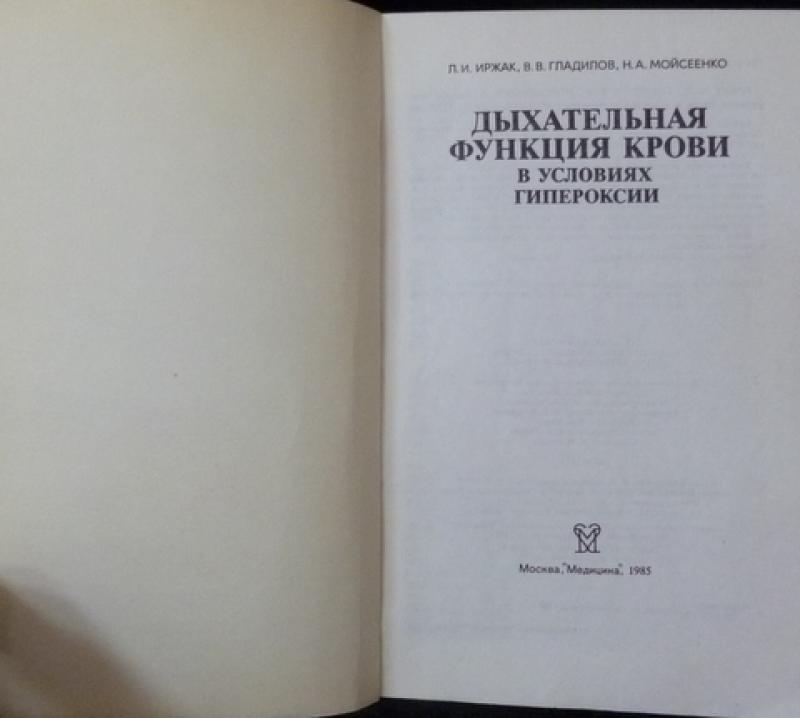 Л. И. ИРЖАК, В. В. ГЛАДИЛОВ, Н. А. МОЙСЕЕНКО
ДЫХАТЕЛЬНАЯ
ФУНКЦИЯ КРОВИ
В УСЛОВИЯХ
ГИПЕРОКСИИ
Москва, "Медицина", 1985